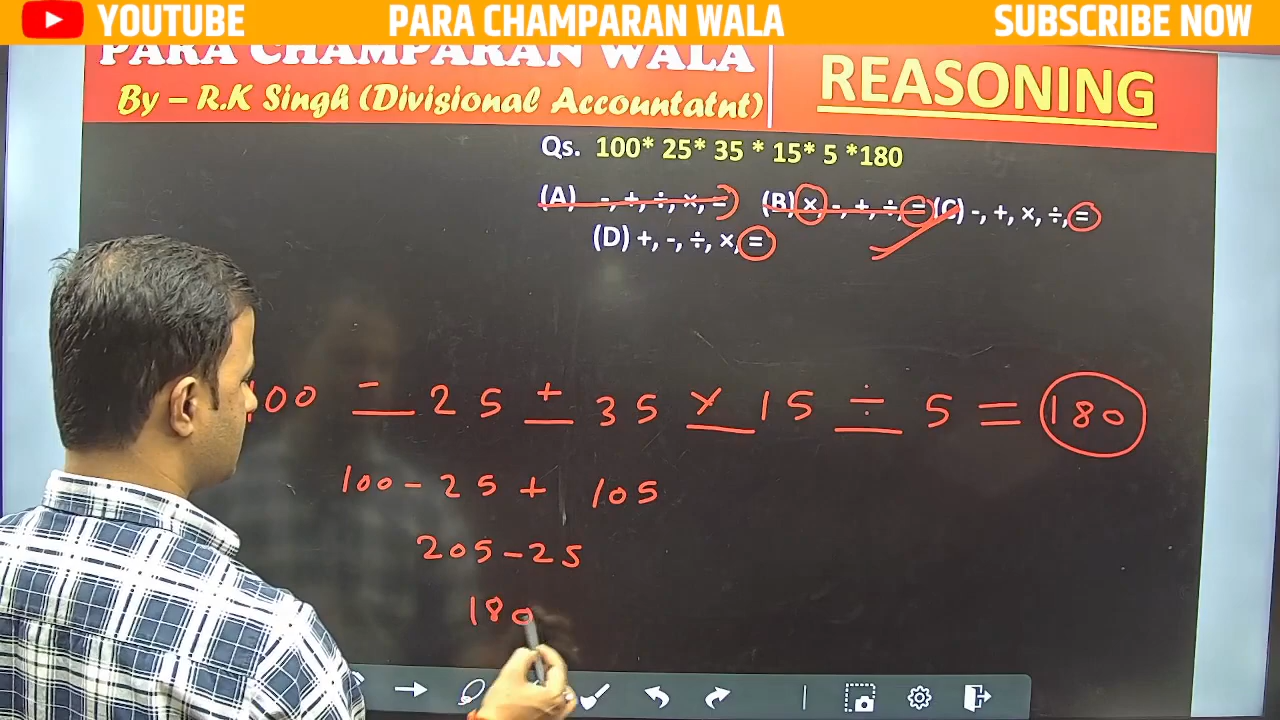 YOUTUBE PARA CHAMPARAN WALA SUBSCRIBE NOW
PARA CHAMPARAN WALA
By – R.K Singh (Divisional Accountatnt)
REASONING
Qs. 100* 25* 35 * 15* 5 *180
(A) -, +, ÷, ×, = (B) ×, -, +, ÷, = (C) -, +, ×, ÷, =
(D) +, -, ÷, ×, =
100 - 25 + 35 × 15 ÷ 5 = 180
100 - 25 + 105
205 - 25
180